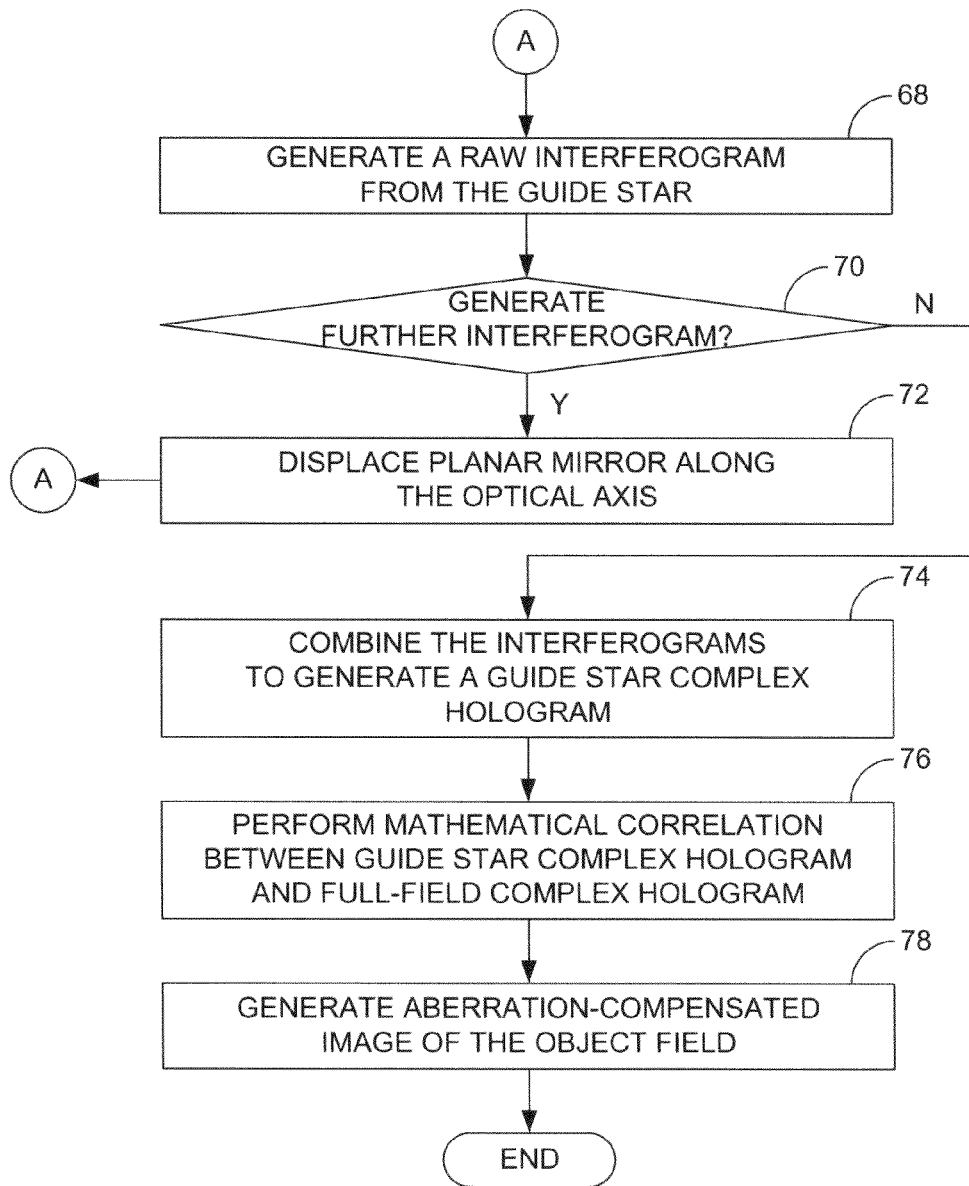 A
68
GENERATE A RAW INTERFEROGRAM
FROM THE GUIDE STAR
70
GENERATE
FURTHER INTERFEROGRAM?
N
Y
72
DISPLACE PLANAR MIRROR ALONG
THE OPTICAL AXIS
A
74
COMBINE THE INTERFEROGRAMS
TO GENERATE A GUIDE STAR COMPLEX
HOLOGRAM
76
PERFORM MATHEMATICAL CORRELATION
BETWEEN GUIDE STAR COMPLEX HOLOGRAM
AND FULL-FIELD COMPLEX HOLOGRAM
78
GENERATE ABERRATION-COMPENSATED
IMAGE OF THE OBJECT FIELD
END